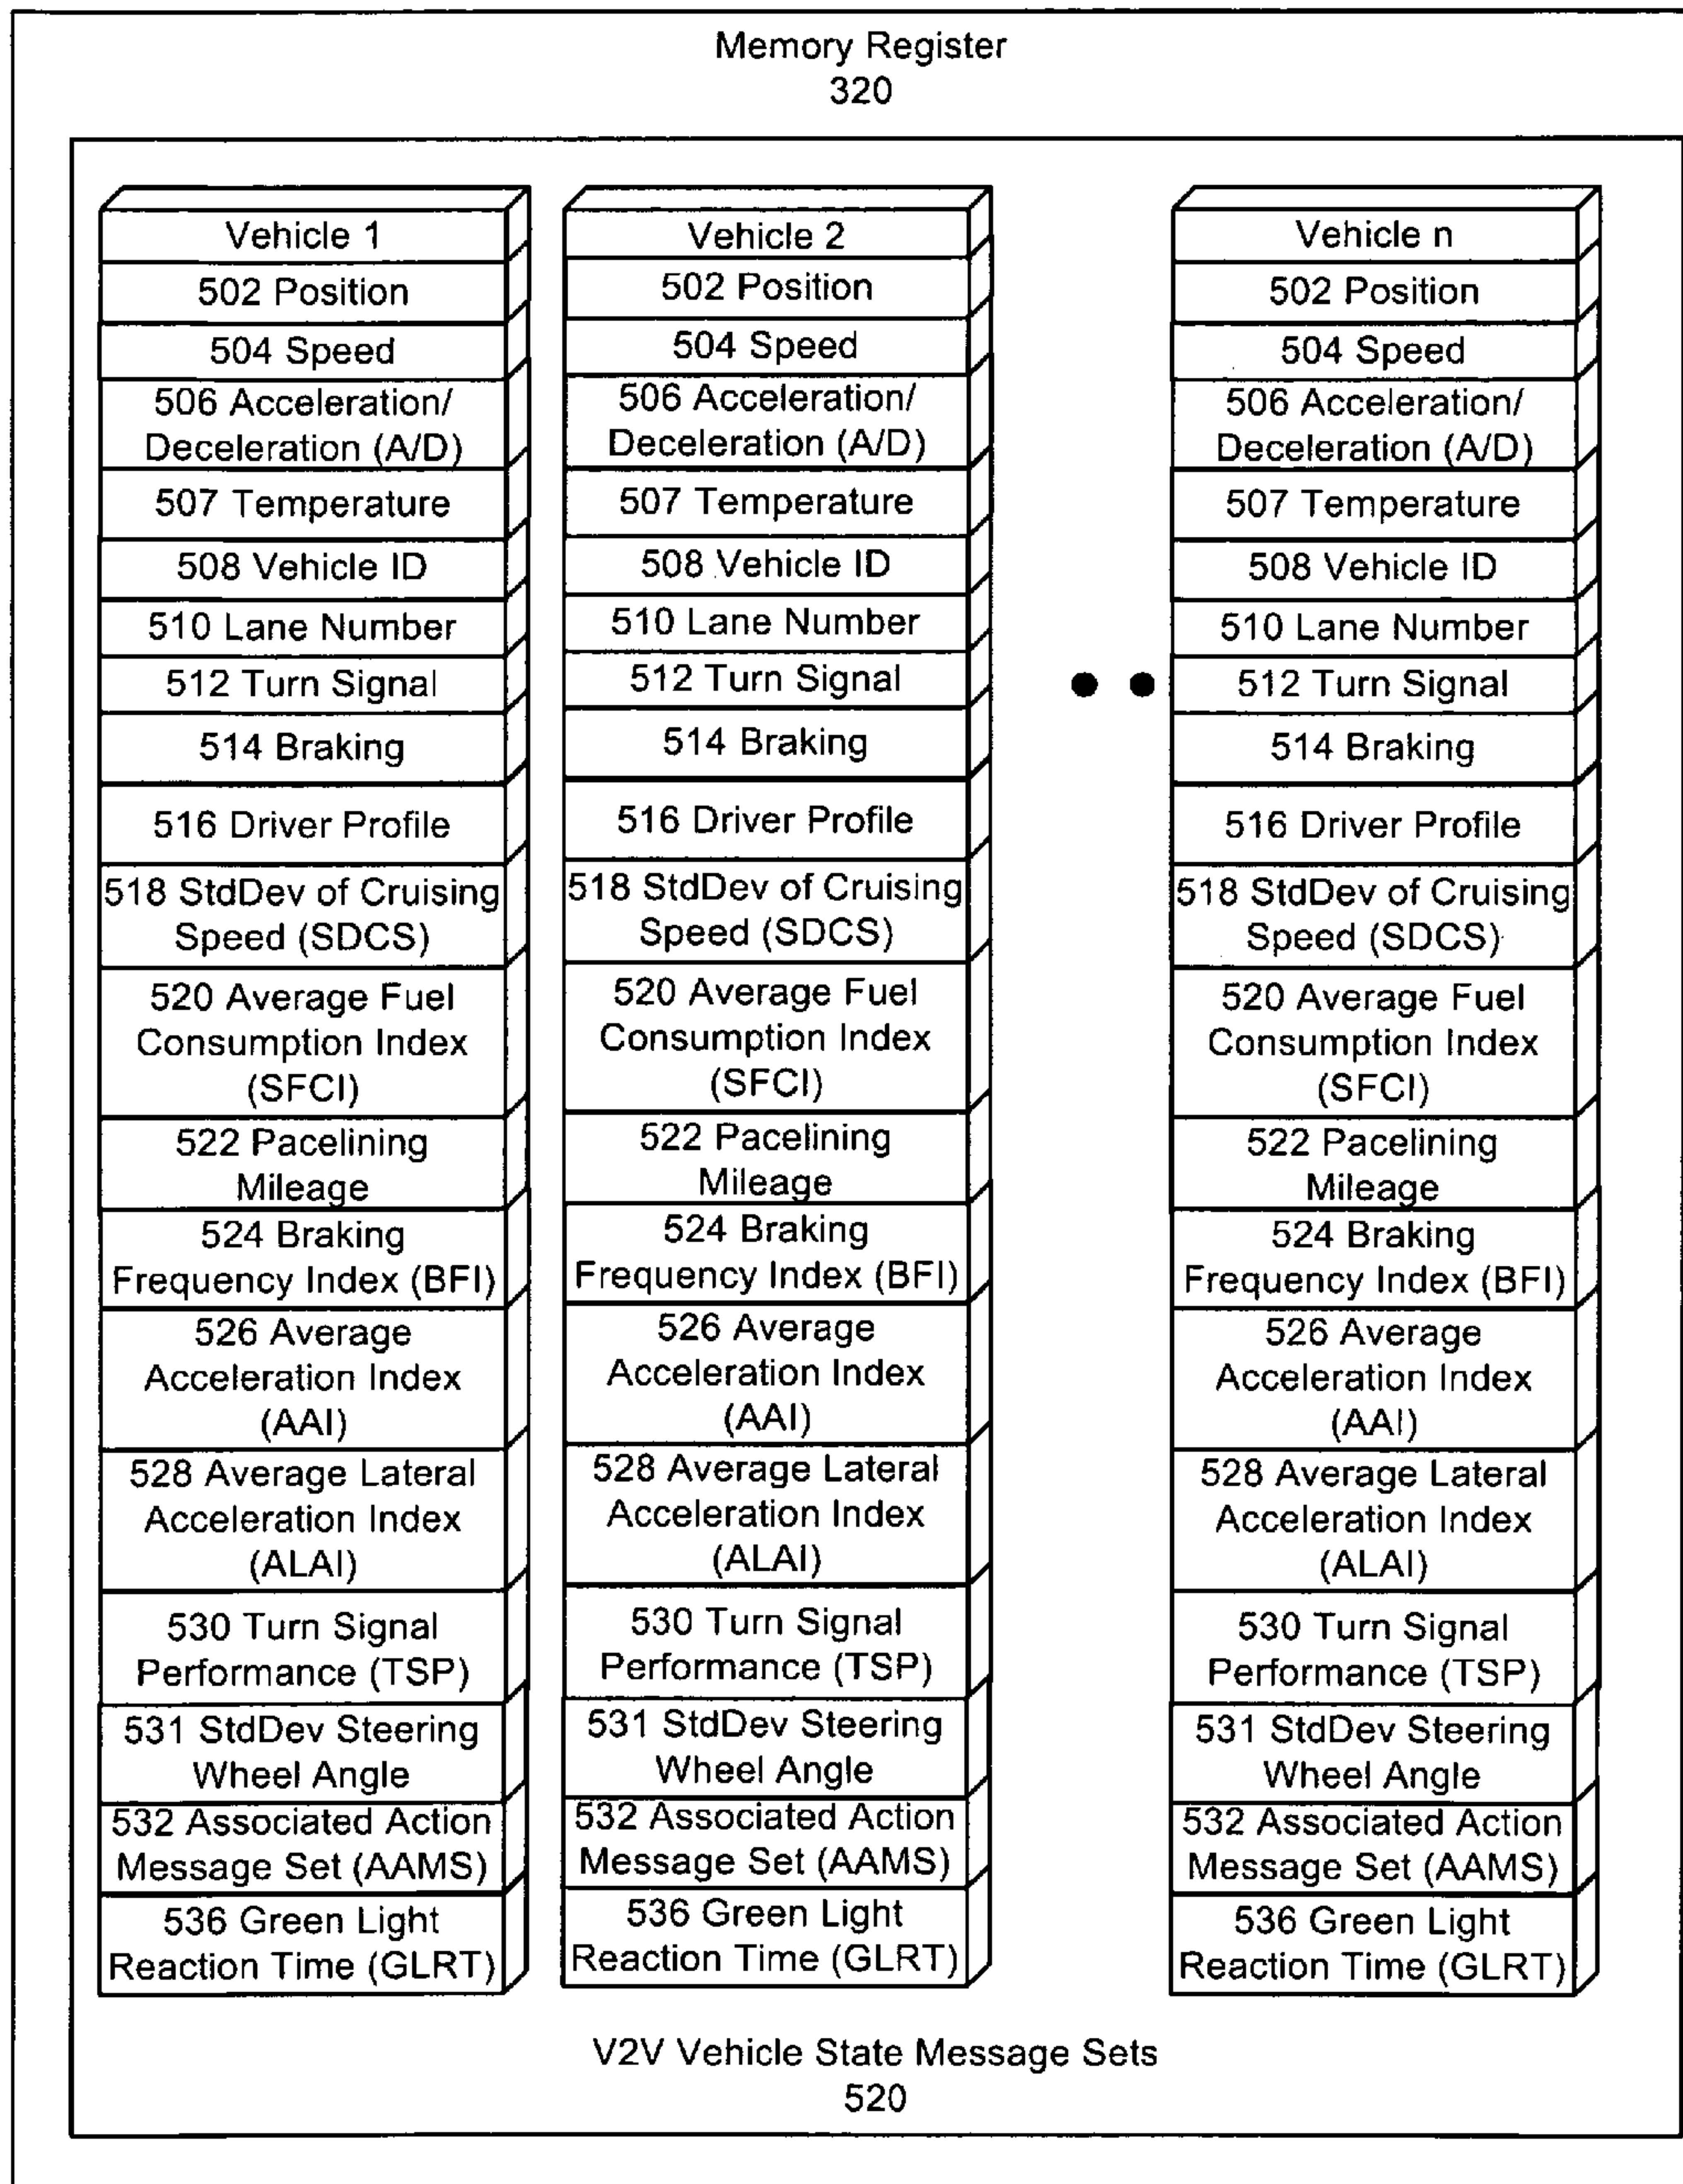 Memory Register
320
Vehicle 1
502 Position
504 Speed
506 Acceleration/
Deceleration (A/D)
507 Temperature
508 Vehicle ID
510 Lane Number
512 Turn Signal
514 Braking
516 Driver Profile
518 StdDev of Cruising
Speed (SDCS)
520 Average Fuel
Consumption Index
(SFCI)
522 Pacelining
Mileage
524 Braking
Frequency Index (BFI)
526 Average
Acceleration Index
(AAI)
528 Average Lateral
Acceleration Index
(ALAI)
530 Turn Signal
Performance (TSP)
531 StdDev Steering
Wheel Angle
532 Associated Action
Message Set (AAMS)
536 Green Light
Reaction Time (GLRT)
Vehicle 2
502 Position
504 Speed
506 Acceleration/
Deceleration (A/D)
507 Temperature
508 Vehicle ID
510 Lane Number
512 Turn Signal
514 Braking
516 Driver Profile
518 StdDev of Cruising
Speed (SDCS)
520 Average Fuel
Consumption Index
(SFCI)
522 Pacelining
Mileage
524 Braking
Frequency Index (BFI)
526 Average
Acceleration Index
(AAI)
528 Average Lateral
Acceleration Index
(ALAI)
530 Turn Signal
Performance (TSP)
531 StdDev Steering
Wheel Angle
532 Associated Action
Message Set (AAMS)
536 Green Light
Reaction Time (GLRT)
Vehicle n
502 Position
504 Speed
506 Acceleration/
Deceleration (A/D)
507 Temperature
508 Vehicle ID
510 Lane Number
512 Turn Signal
514 Braking
516 Driver Profile
518 StdDev of Cruising
Speed (SDCS)
520 Average Fuel
Consumption Index
(SFCI)
522 Pacelining
Mileage
524 Braking
Frequency Index (BFI)
526 Average
Acceleration Index
(AAI)
528 Average Lateral
Acceleration Index
(ALAI)
530 Turn Signal
Performance (TSP)
531 StdDev Steering
Wheel Angle
532 Associated Action
Message Set (AAMS)
536 Green Light
Reaction Time (GLRT)
V2V Vehicle State Message Sets
520